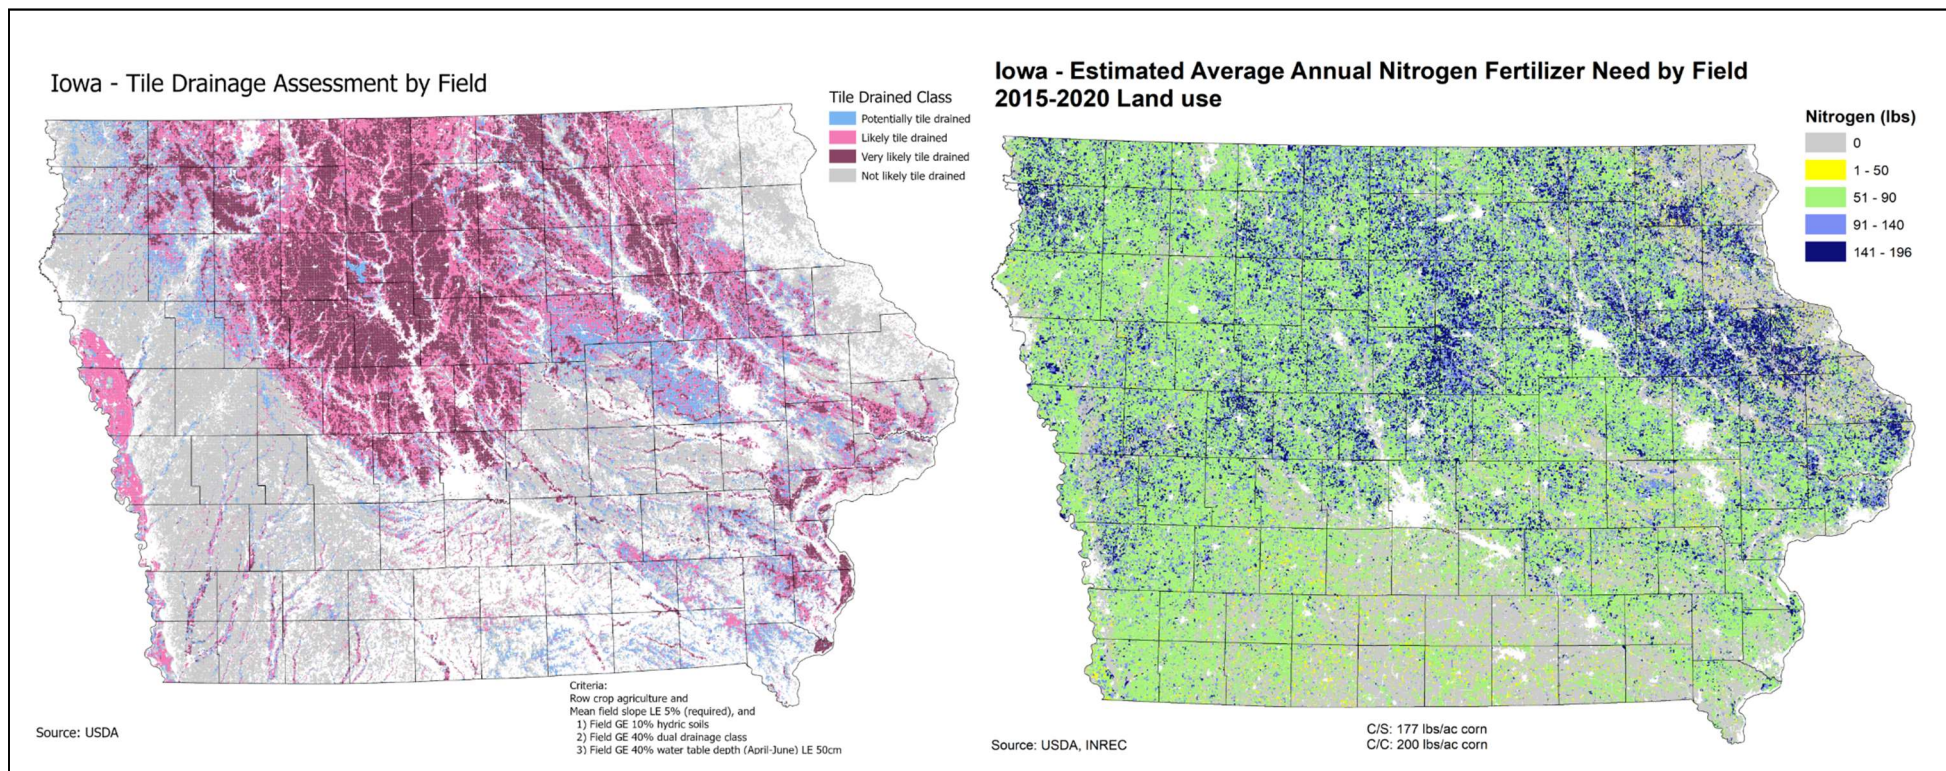 Iowa - Tile Drainage Assessment by Field
Tile Drained Class
Potentially tile drained
Likely tile drained
Very likely tile drained
Not likely tile drained
Criteria:
Row crop agriculture and
Mean field slope LE 5% (required), and
1) Field GE 10% hydric soils
2) Field GE 40% dual drainage class
3) Field GE 40% water table depth (April-June) LE 50cm
Source: USDA
Iowa - Estimated Average Annual Nitrogen Fertilizer Need by Field
2015-2020 Land use
Nitrogen (lbs)
0
1 - 50
51 - 90
91 - 140
141 - 196
C/S: 177 lbs/ac corn
C/C: 200 lbs/ac corn
Source: USDA, INREC